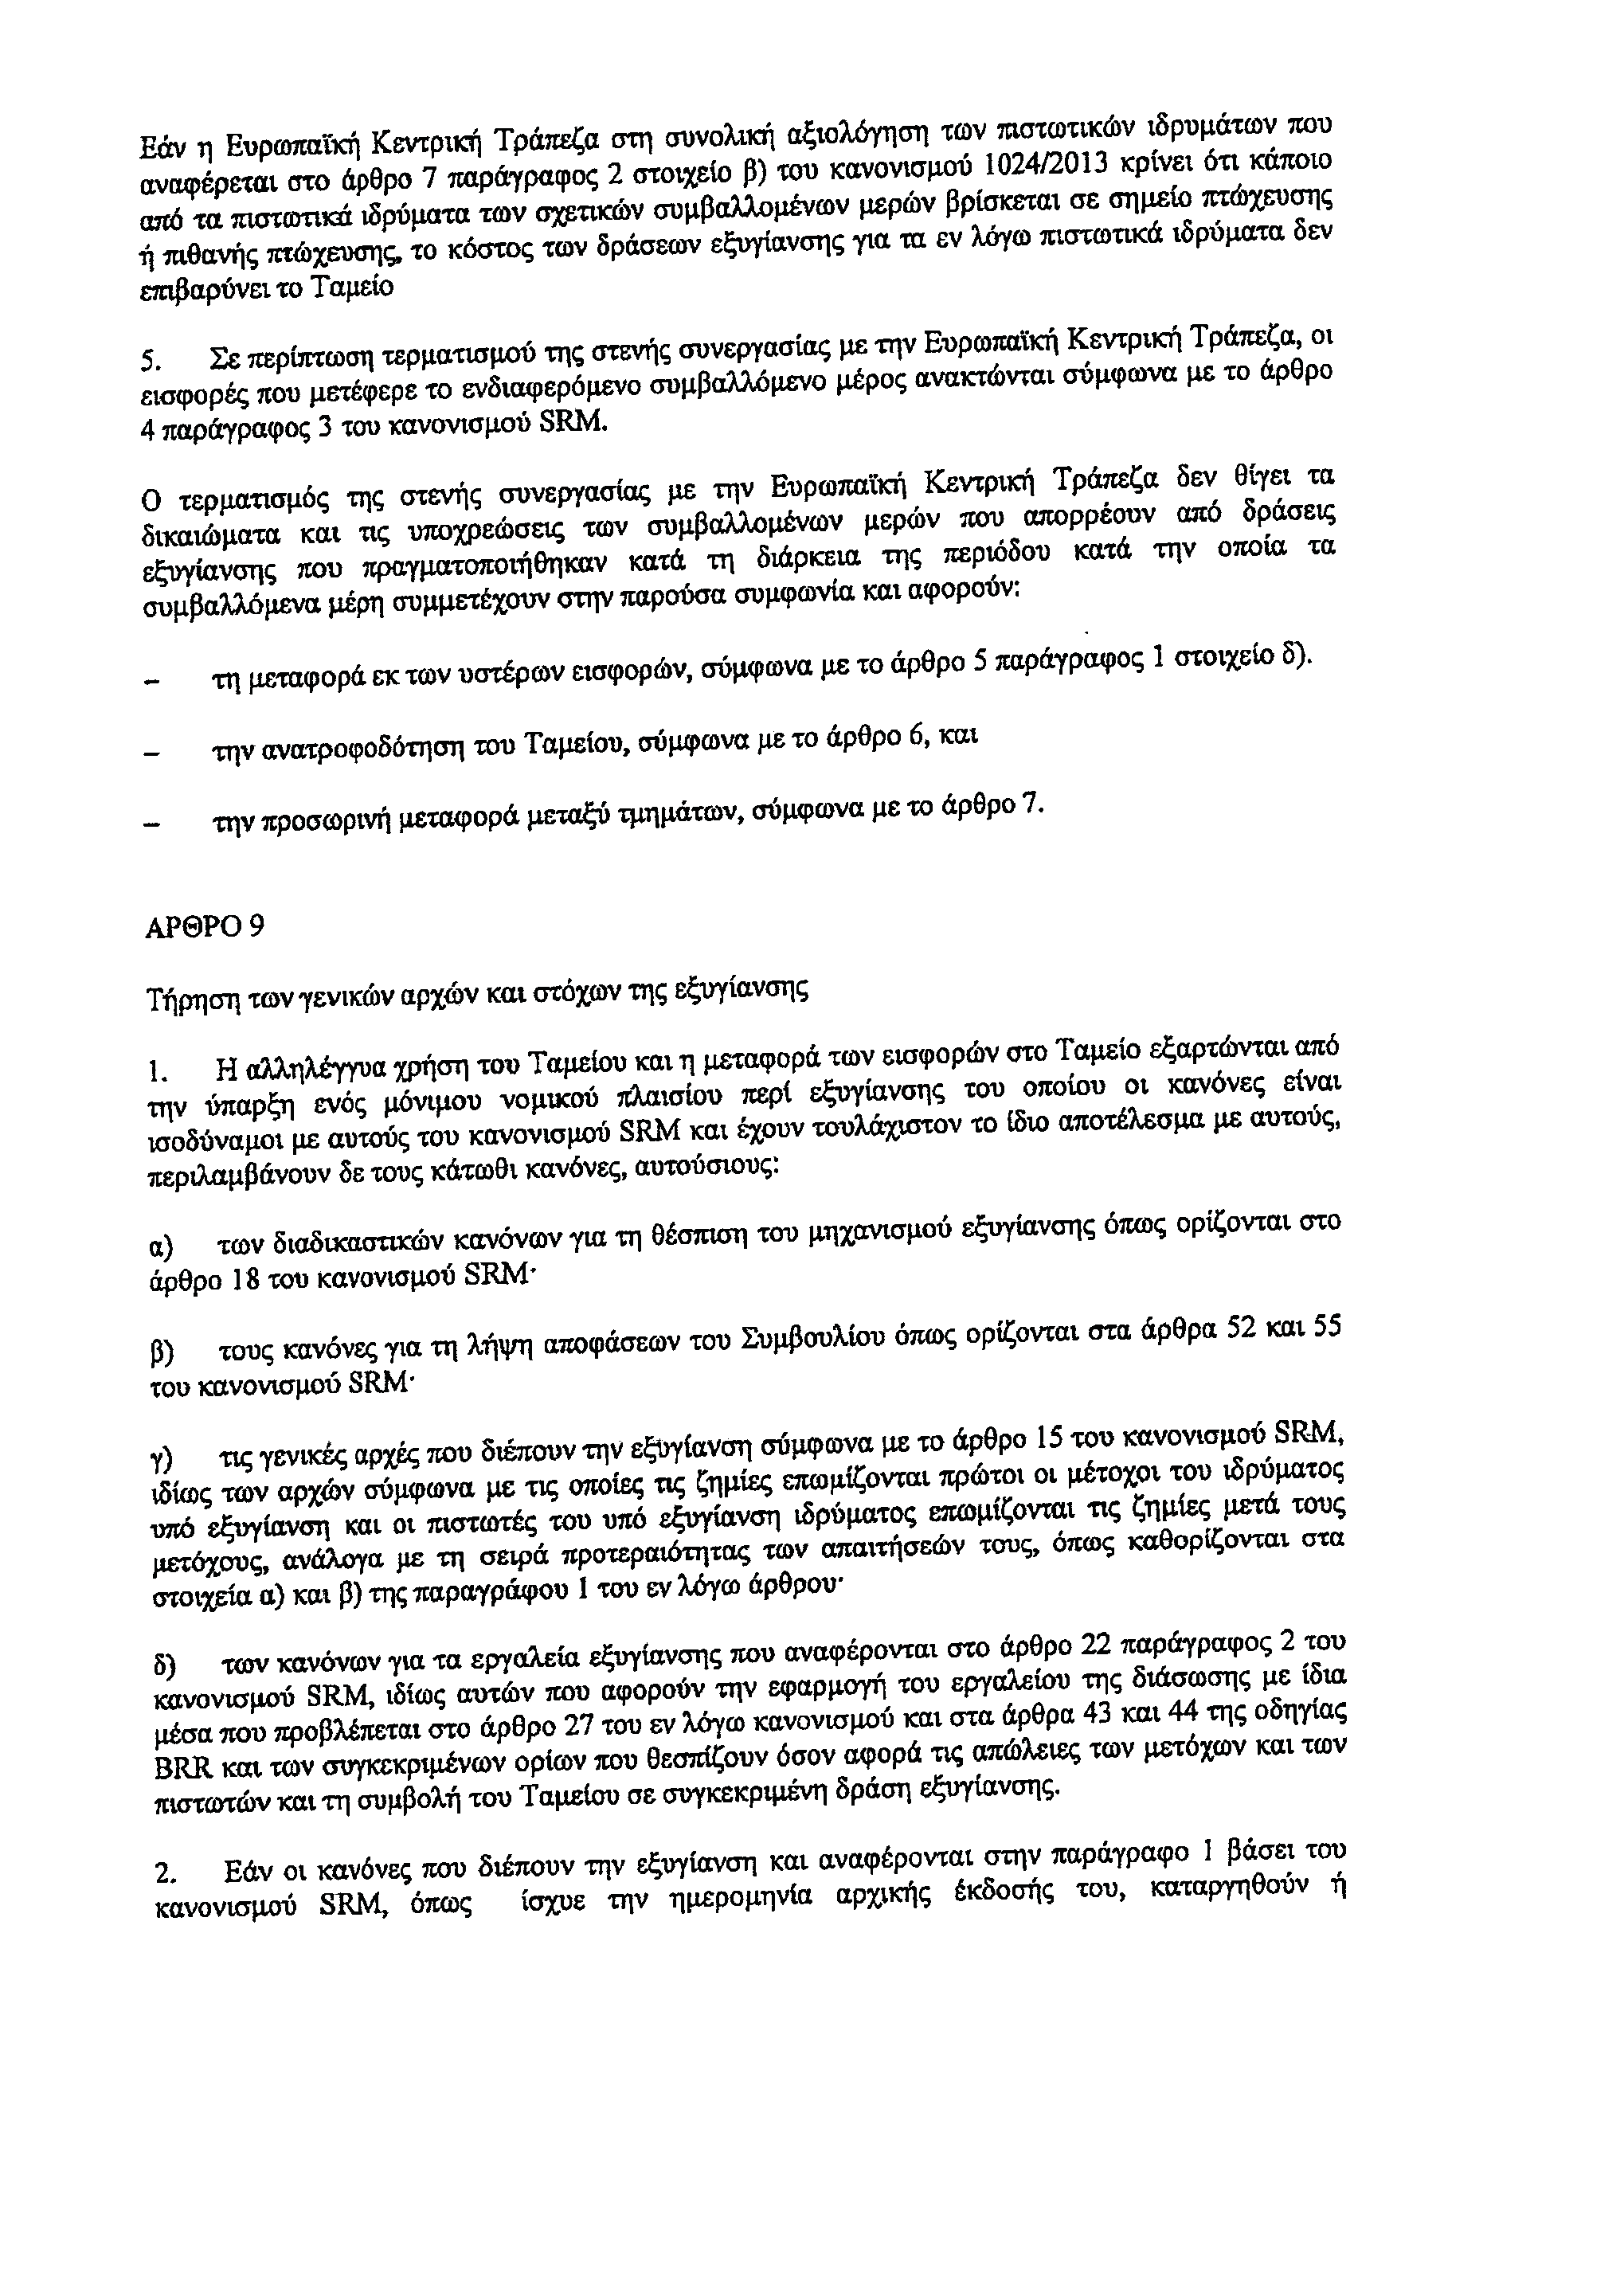 Εάν η Ευρωπαϊκή Κεντρική Τράπεζα στη συνολική αξιολόγηση των πιστωτικών ιδρυμάτων που
αναφέρεται στο άρθρο 7 παράγραφος 2 στοιχείο β) του κανονισμού 1024/2013 κρίνει ότι κάποιο
από τα πιστωτικά ιδρύματα των σχετικών συμβαλλομένων μερών βρίσκεται σε σημείο πτώχευσης
ή πιθανής πτώχευσης, το κόστος των δράσεων εξυγίανσης για τα εν λόγω πιστωτικά ιδρύματα δεν
επιβαρύνει το Ταμείο
5. Σε περίπτωση τερματισμού της στενής συνεργασίας με την Ευρωπαϊκή Κεντρική Τράπεζα, οι
εισφορές που μετέφερε το ενδιαφερόμενο συμβαλλόμενο μέρος ανακτώνται σύμφωνα με το άρθρο
4 παράγραφος 3 του κανονισμού SRM.
Ο τερματισμός της στενής συνεργασίας με την Ευρωπαϊκή Κεντρική Τράπεζα δεν θίγει τα
δικαιώματα και τις υποχρεώσεις των συμβαλλομένων μερών που απορρέουν από δράσεις
εξυγίανσης που πραγματοποιήθηκαν κατά τη διάρκεια της περιόδου κατά την οποία τα
συμβαλλόμενα μέρη συμμετέχουν στην παρούσα συμφωνία και αφορούν:
– τη μεταφορά εκ των υστέρων εισφορών, σύμφωνα με το άρθρο 5 παράγραφος 1 στοιχείο δ).
– την ανατροφοδότηση του Ταμείου, σύμφωνα με το άρθρο 6, και
– την προσωρινή μεταφορά μεταξύ τμημάτων, σύμφωνα με το άρθρο 7.
ΑΡΘΡΟ 9
Τήρηση των γενικών αρχών και στόχων της εξυγίανσης
1. Η αλληλέγγυα χρήση του Ταμείου και η μεταφορά των εισφορών στο Ταμείο εξαρτώνται από
την ύπαρξη ενός μόνιμου νομικού πλαισίου περί εξυγίανσης του οποίου οι κανόνες είναι
ισοδύναμοι με αυτούς του κανονισμού SRM και έχουν τουλάχιστον το ίδιο αποτέλεσμα με αυτούς,
περιλαμβάνουν δε τους κάτωθι κανόνες, αυτούσιους:
α) των διαδικαστικών κανόνων για τη θέσπιση του μηχανισμού εξυγίανσης όπως ορίζονται στο
άρθρο 18 του κανονισμού SRM·
β) τους κανόνες για τη λήψη αποφάσεων του Συμβουλίου όπως ορίζονται στα άρθρα 52 και 55
του κανονισμού SRM·
γ) τις γενικές αρχές που διέπουν την εξυγίανση σύμφωνα με το άρθρο 15 του κανονισμού SRM,
ιδίως των αρχών σύμφωνα με τις οποίες τις ζημίες επωμίζονται πρώτοι οι μέτοχοι του ιδρύματος
υπό εξυγίανση και οι πιστωτές του υπό εξυγίανση ιδρύματος επωμίζονται τις ζημίες μετά τους
μετόχους, ανάλογα με τη σειρά προτεραιότητας των απαιτήσεών τους, όπως καθορίζονται στα
στοιχεία α) και β) της παραγράφου 1 του εν λόγω άρθρου·
δ) των κανόνων για τα εργαλεία εξυγίανσης που αναφέρονται στο άρθρο 22 παράγραφος 2 του
κανονισμού SRM, ιδίως αυτών που αφορούν την εφαρμογή του εργαλείου της διάσωσης με ίδια
μέσα που προβλέπεται στο άρθρο 27 του εν λόγω κανονισμού και στα άρθρα 43 και 44 της οδηγίας
BRR και των συγκεκριμένων ορίων που θεσπίζουν όσον αφορά τις απώλειες των μετόχων και των
πιστωτών και τη συμβολή του Ταμείου σε συγκεκριμένη δράση εξυγίανσης.
2. Εάν οι κανόνες που διέπουν την εξυγίανση και αναφέρονται στην παράγραφο 1 βάσει του
κανονισμού SRM, όπως ίσχυε την ημερομηνία αρχικής έκδοσής του, καταργηθούν ή